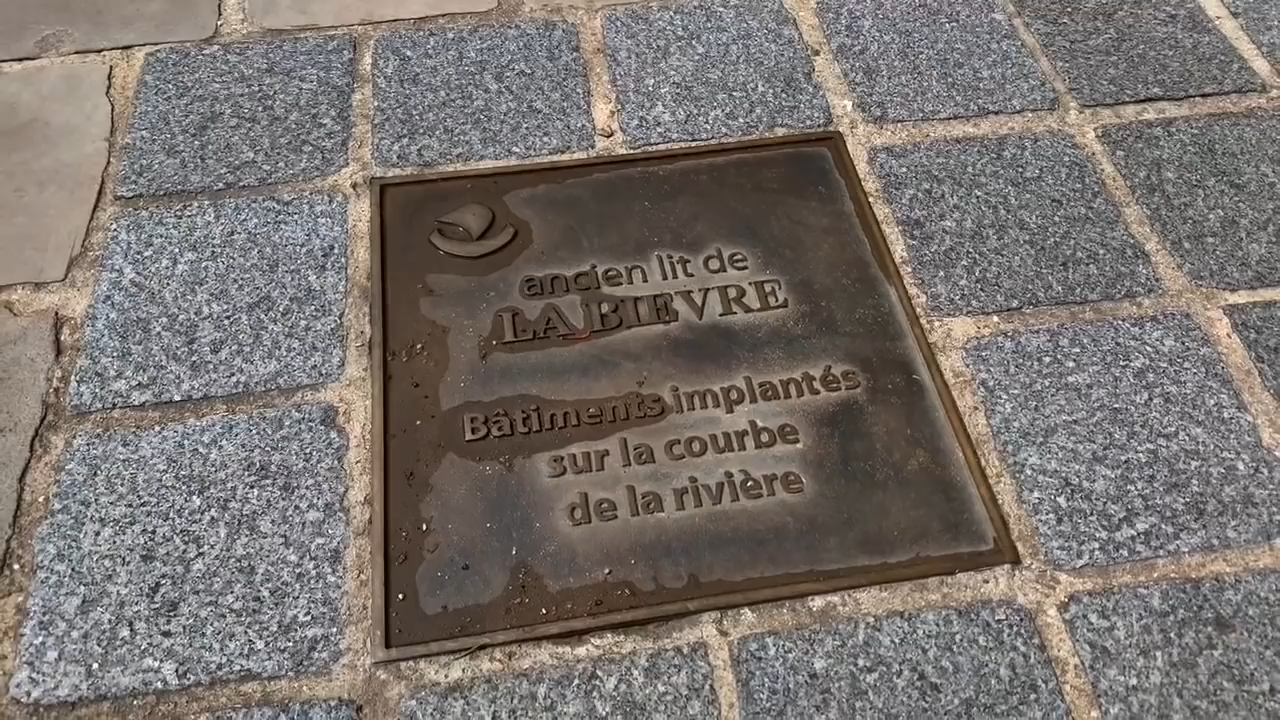 ancien lit de
LA BIEVRE
Bâtiments implantés
sur la courbe
de la rivière